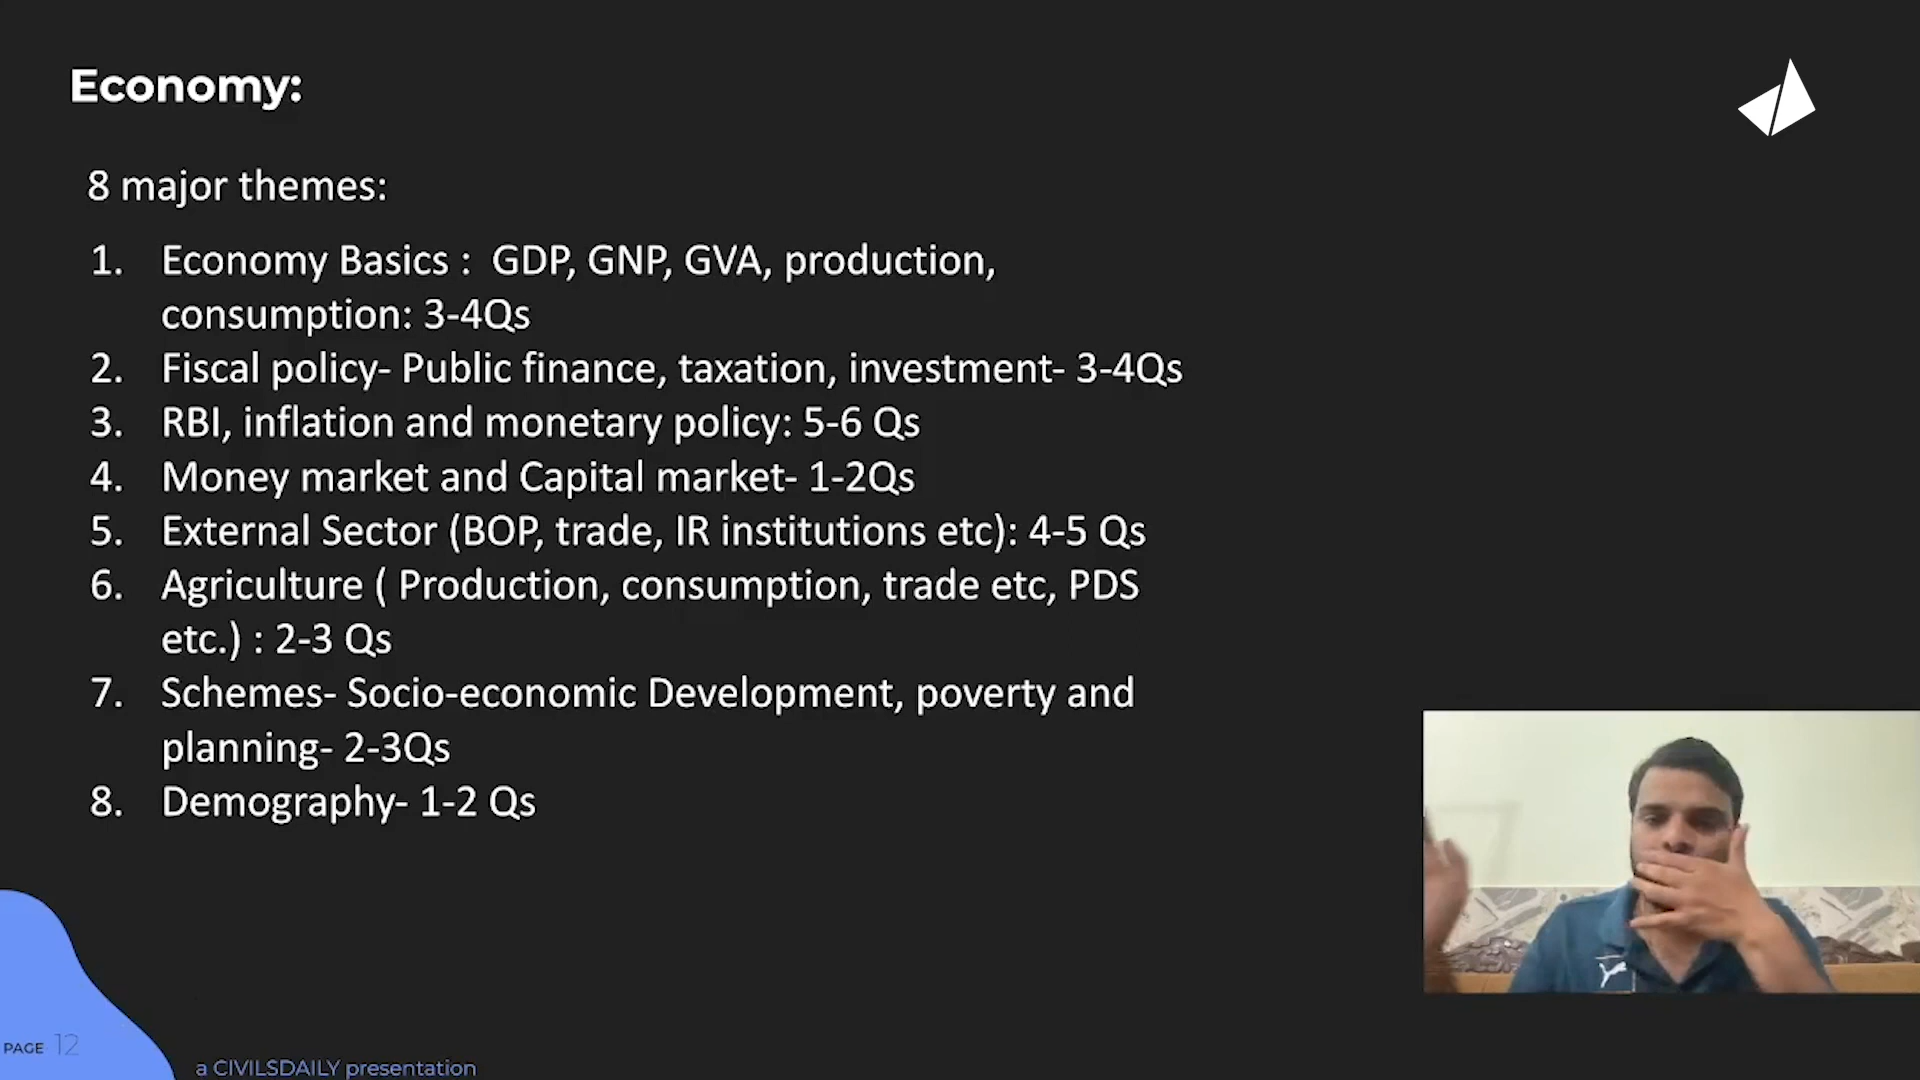 Economy:
8 major themes:
1. Economy Basics : GDP, GNP, GVA, production,
consumption: 3-4Qs
2. Fiscal policy- Public finance, taxation, investment- 3-4Qs
3. RBI, inflation and monetary policy: 5-6 Qs
4. Money market and Capital market- 1-2Qs
5. External Sector (BOP, trade, IR institutions etc): 4-5 Qs
6. Agriculture ( Production, consumption, trade etc, PDS
etc.) : 2-3 Qs
7. Schemes- Socio-economic Development, poverty and
planning- 2-3Qs
8. Demography- 1-2 Qs
PAGE 12
a CIVILSDAILY presentation